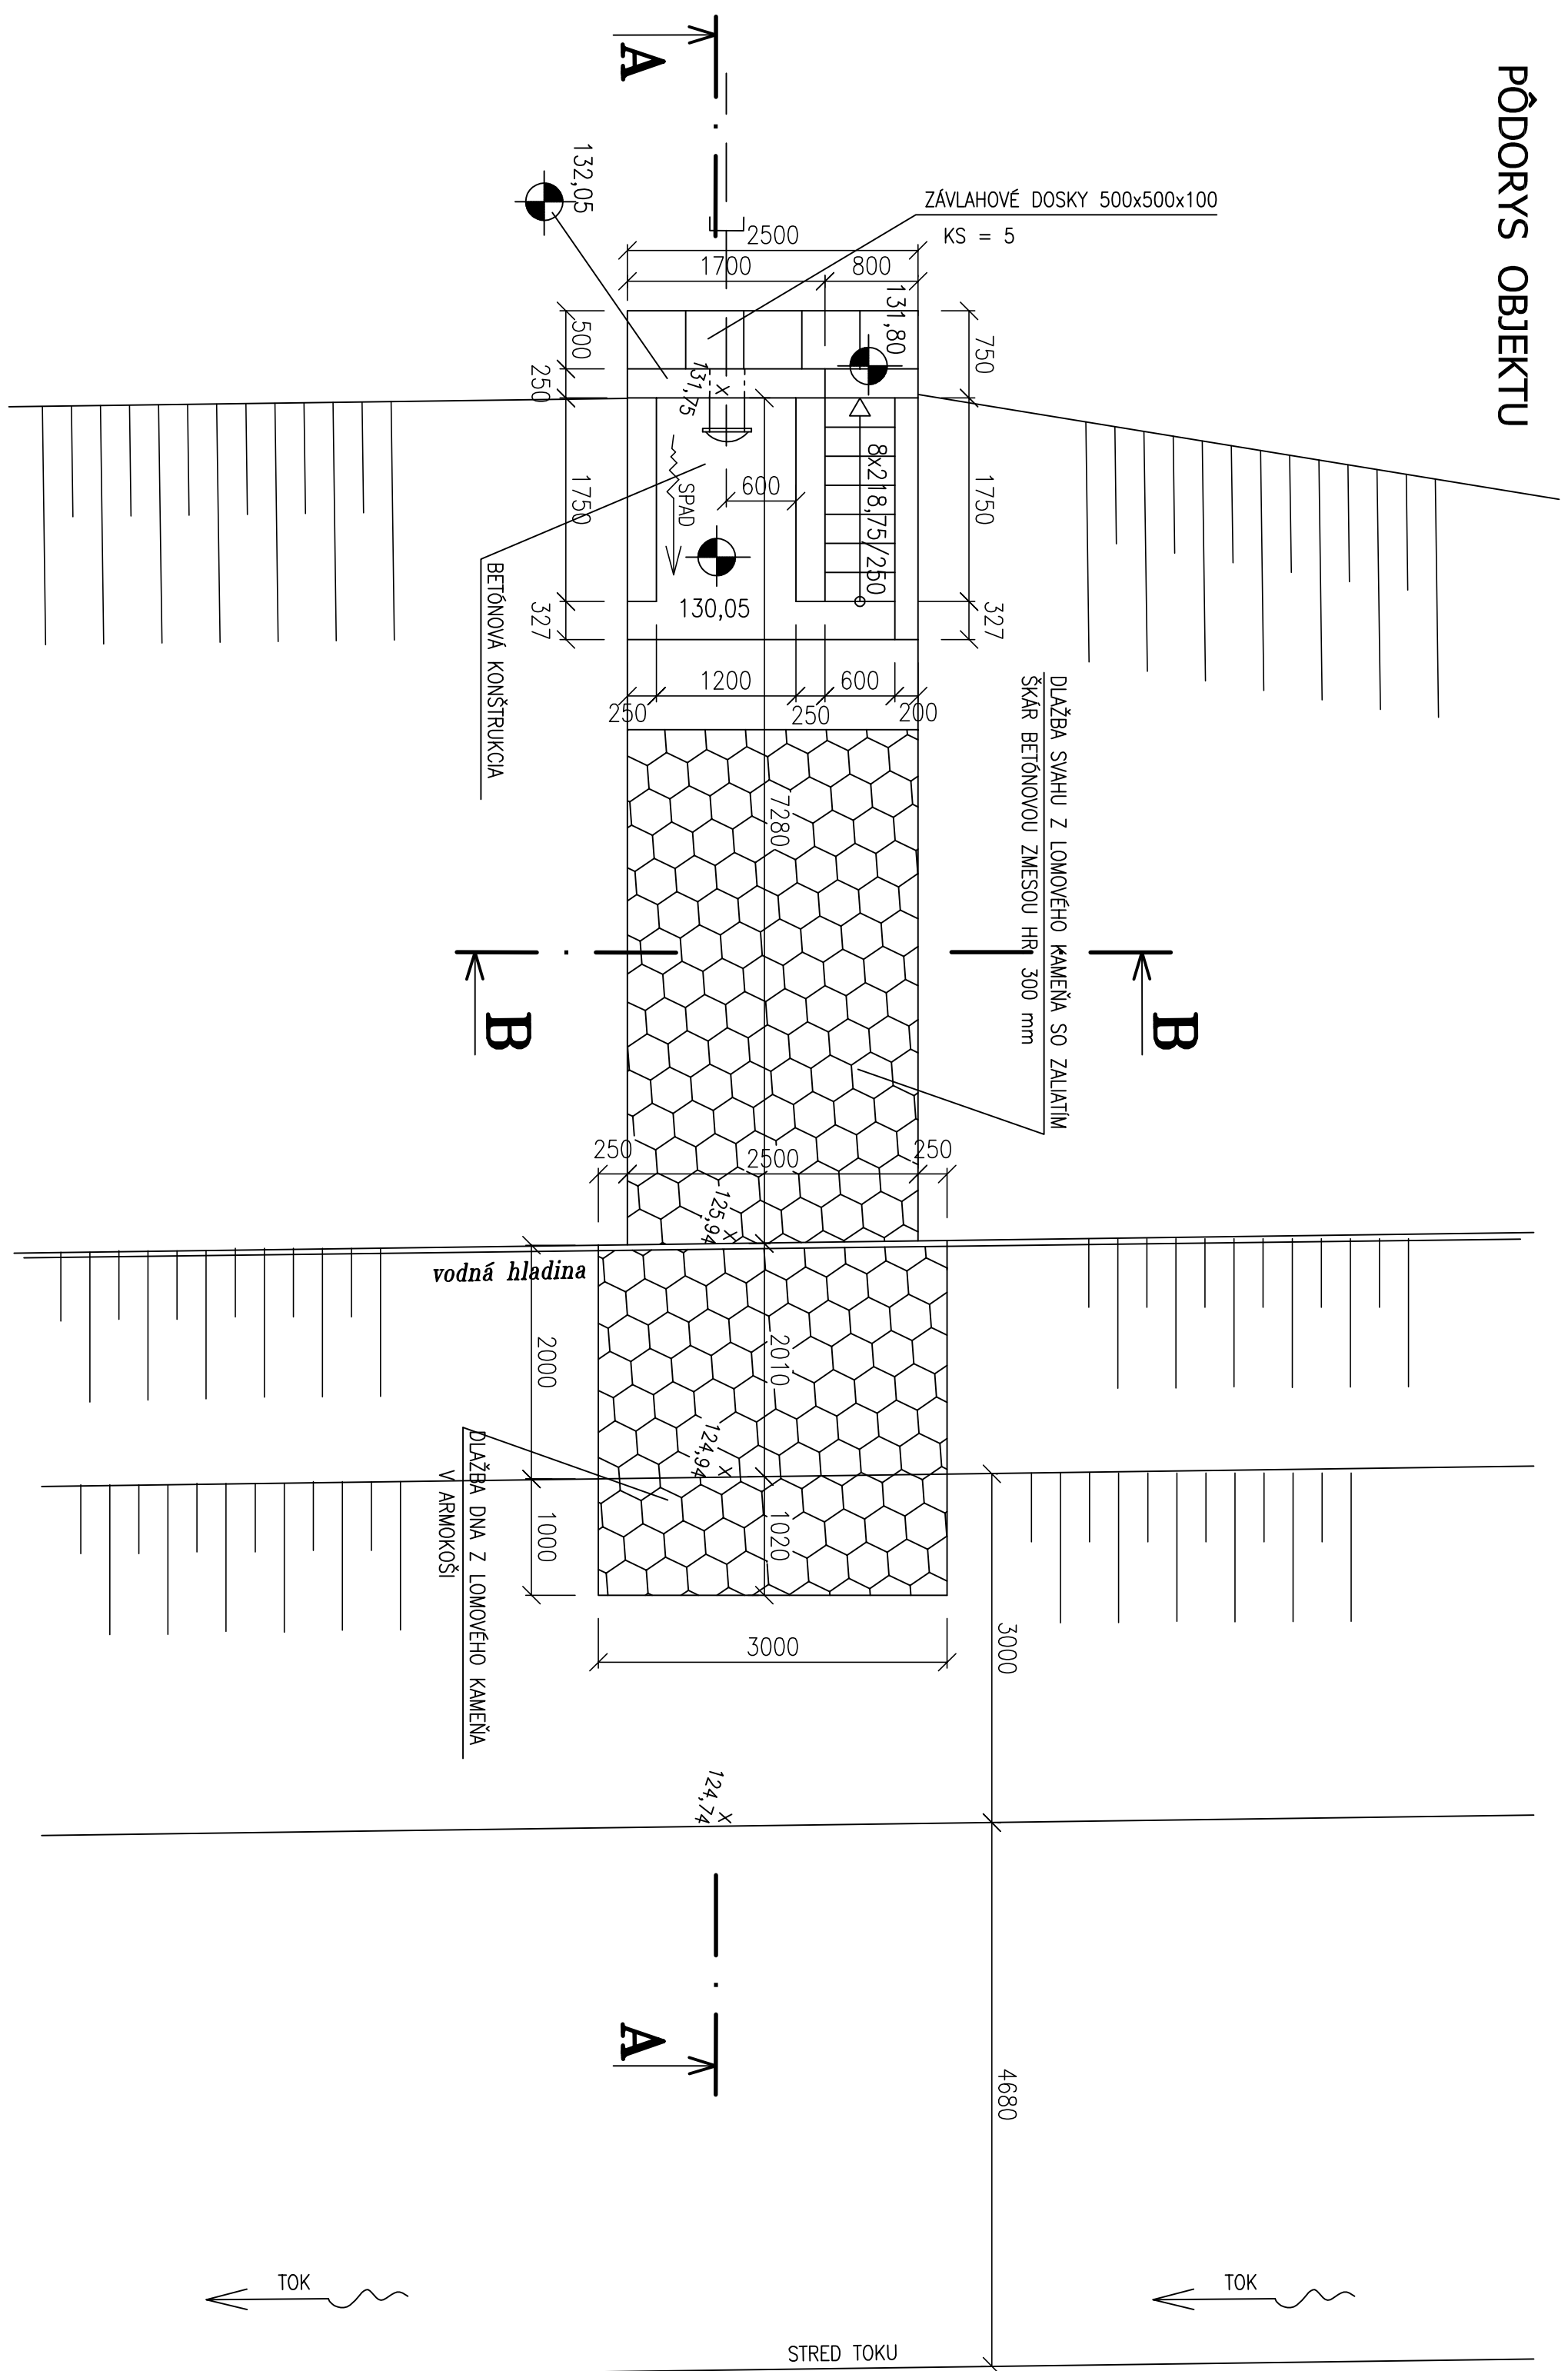 PÔDORYS OBJEKTU
A
132,05
ZÁVLAHOVÉ DOSKY 500x500x100
KS = 5
2500
1700
800
131,80
500
750
250
131,75
1750
600
SPAD
8x218,75/250
1750
130,05
327
327
BETÓNOVÁ KONŠTRUKCIA
1200
600
250
250
200
DLAŽBA SVAHU Z LOMOVÉHO KAMEŇA SO ZALIATÍM
ŠKÁR BETÓNOVOU ZMESOU HR. 300 mm
7280
B
B
250
2500
250
125,94
vodná hladina
2000
2010
124,94
DLAŽBA DNA Z LOMOVÉHO KAMEŇA
V ARMOKOŠI
1000
1020
3000
3000
124,74
A
4680
TOK
TOK
STRED TOKU